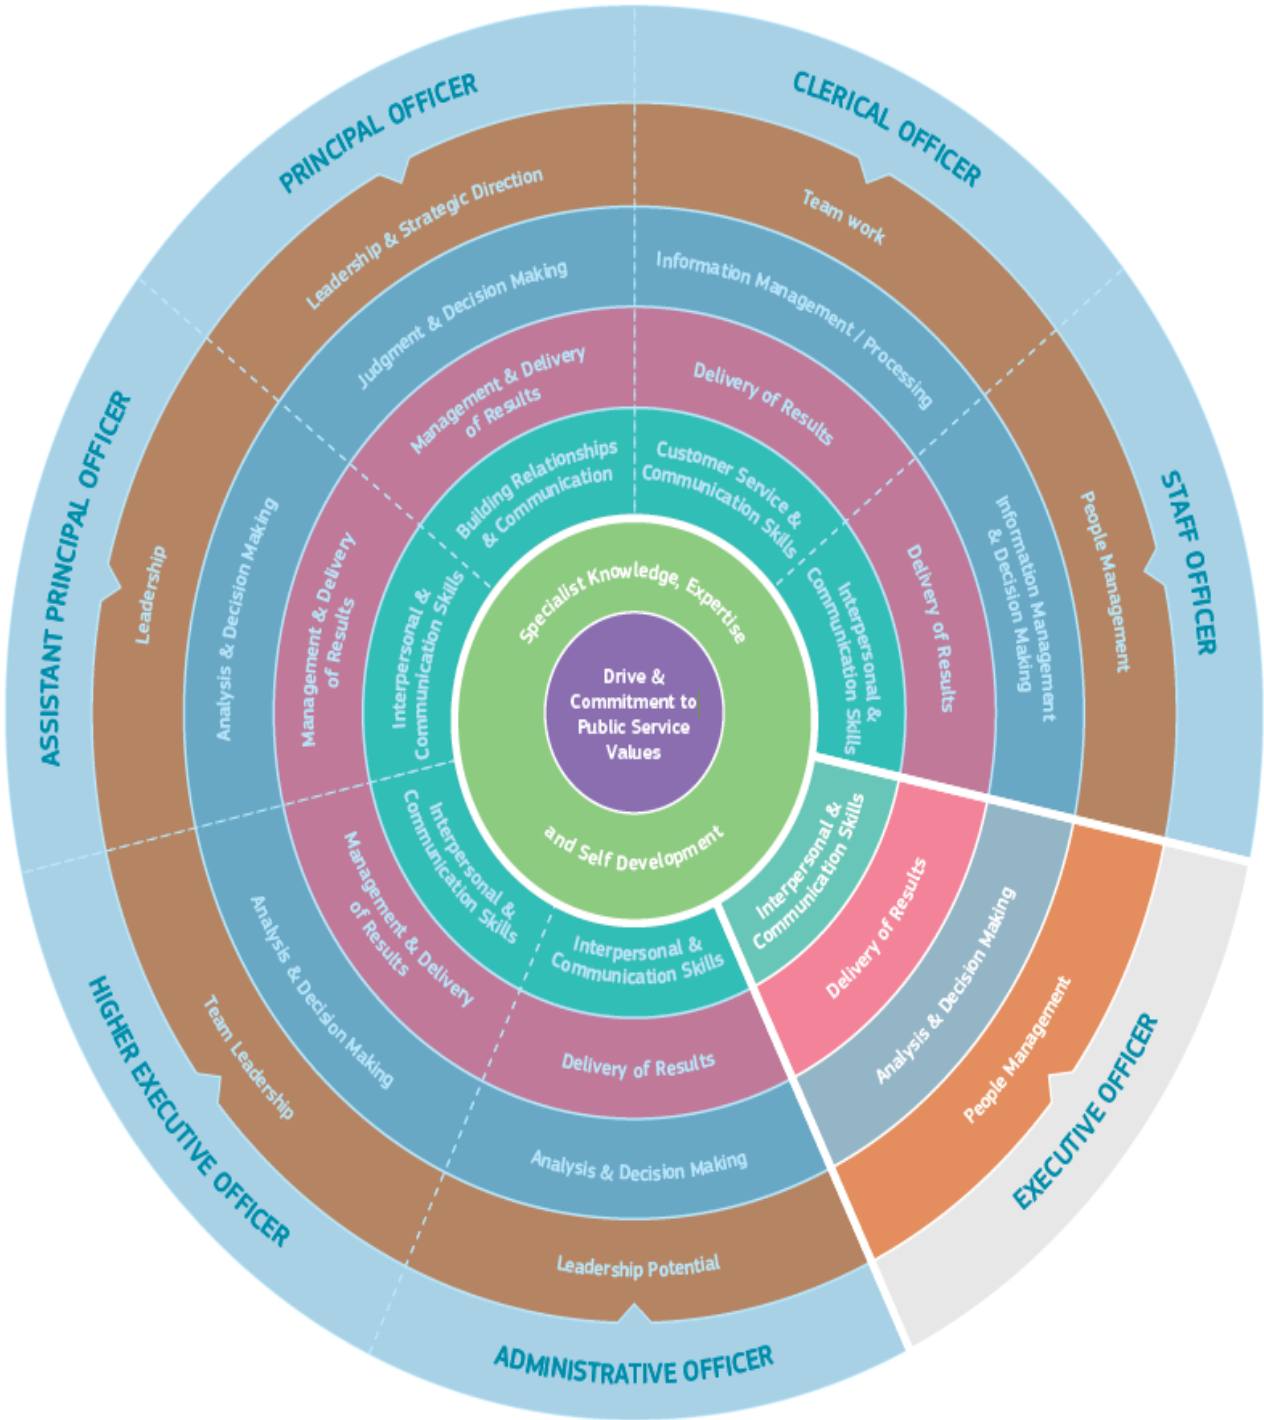 PRINCIPAL OFFICER
Leadership & Strategic Direction
Judgment & Decision Making
Management & Delivery
of Results
Building Relationships
& Communication
CLERICAL OFFICER
Team work
Information Management / Processing
Delivery of Results
Customer Service &
Communication Skills
STAFF OFFICER
People Management
Information Management
& Decision Making
Delivery of Results
Interpersonal &
Communication Skills
EXECUTIVE OFFICER
People Management
Analysis & Decision Making
Delivery of Results
Interpersonal &
Communication Skills
ADMINISTRATIVE OFFICER
Leadership Potential
Analysis & Decision Making
Delivery of Results
Interpersonal &
Communication Skills
HIGHER EXECUTIVE OFFICER
Team Leadership
Analysis & Decision Making
Management & Delivery
of Results
Interpersonal &
Communication Skills
ASSISTANT PRINCIPAL OFFICER
Leadership
Analysis & Decision Making
Management & Delivery
of Results
Interpersonal &
Communication Skills
Specialist Knowledge, Expertise
and Self Development
Drive &
Commitment to
Public Service
Values